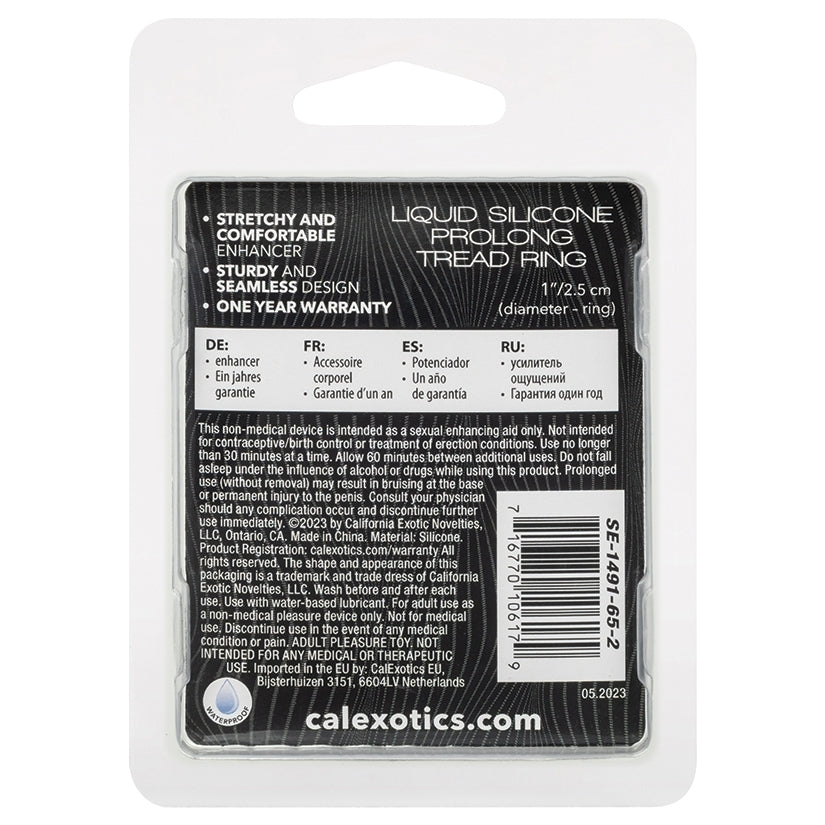 • STRETCHY AND
COMFORTABLE
ENHANCER
• STURDY AND
SEAMLESS DESIGN
• ONE YEAR WARRANTY
LIQUID SILICONE
PROLONG
TREAD RING
1"/2.5 cm
(diameter - ring)
DE:
• enhancer
• Ein jahres
garantie
FR:
• Accessoire
corporel
• Garantie d'un an
ES:
• Potenciador
• Un año
de garantía
RU:
• усилитель
ощущений
• Гарантия один год
This non-medical device is intended as a sexual enhancing aid only. Not intended
for contraceptive/birth control or treatment of erection conditions. Use no longer
than 30 minutes at a time. Allow 60 minutes between additional uses. Do not fall
asleep under the influence of alcohol or drugs while using this product. Prolonged
use (without removal) may result in bruising at the base
or permanent injury to the penis. Consult your physician
should any complication occur and discontinue further
use immediately. ©2023 by California Exotic Novelties,
LLC, Ontario, CA. Made in China. Material: Silicone.
Product Registration: calexotics.com/warranty All
rights reserved. The shape and appearance of this
packaging is a trademark and trade dress of California
Exotic Novelties, LLC. Wash before and after each
use. Use with water-based lubricant. For adult use as
a non-medical pleasure device only. Not for medical
use. Discontinue use in the event of any medical
condition or pain. ADULT PLEASURE TOY. NOT
INTENDED FOR ANY MEDICAL OR THERAPEUTIC
USE. Imported in the EU by: CalExotics EU,
Bijsterhuizen 3151, 6604LV Netherlands
7 16770 10617 9
SE-1491-65-2
05.2023
WATERPROOF
calexotics.com